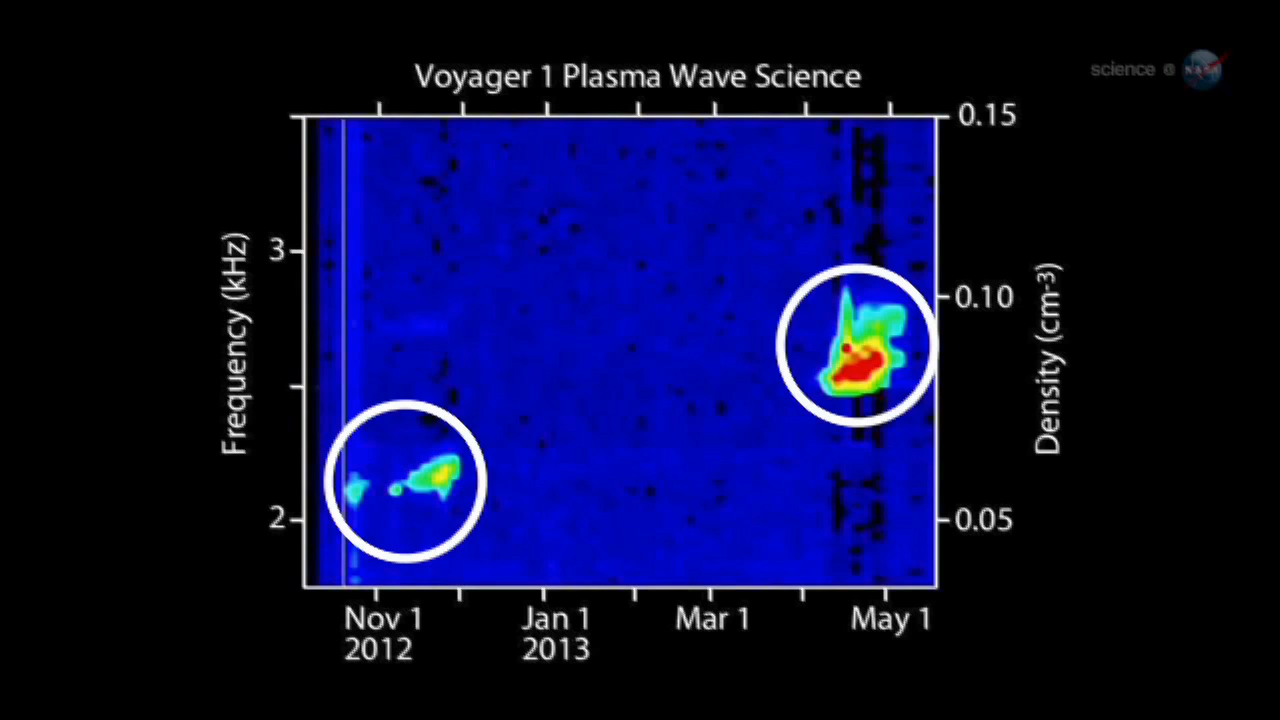 Voyager 1 Plasma Wave Science
science @ NASA
0.15
3
0.10
Frequency (kHz)
Density (cm-3)
2
0.05
Nov 1
2012
Jan 1
2013
Mar 1
May 1